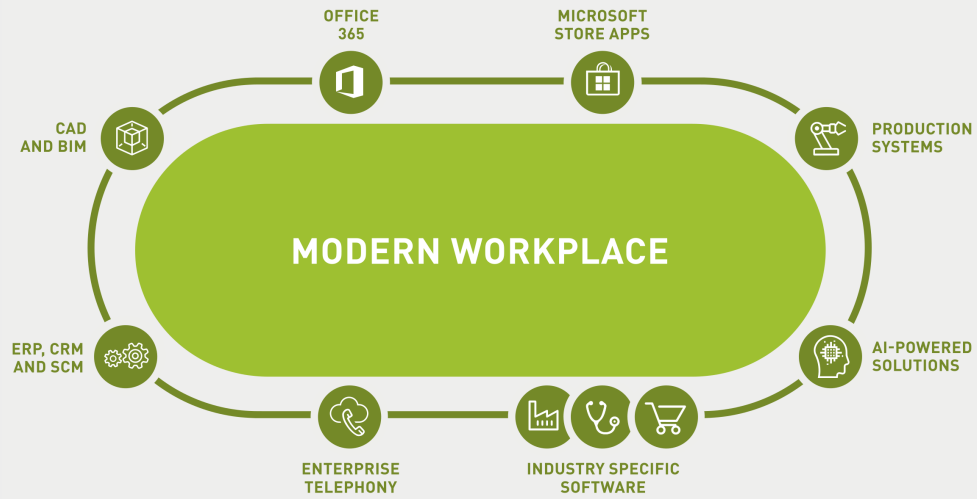 OFFICE
365
MICROSOFT
STORE APPS
CAD
AND BIM
PRODUCTION
SYSTEMS
MODERN WORKPLACE
ERP, CRM
AND SCM
AI-POWERED
SOLUTIONS
ENTERPRISE
TELEPHONY
INDUSTRY SPECIFIC
SOFTWARE